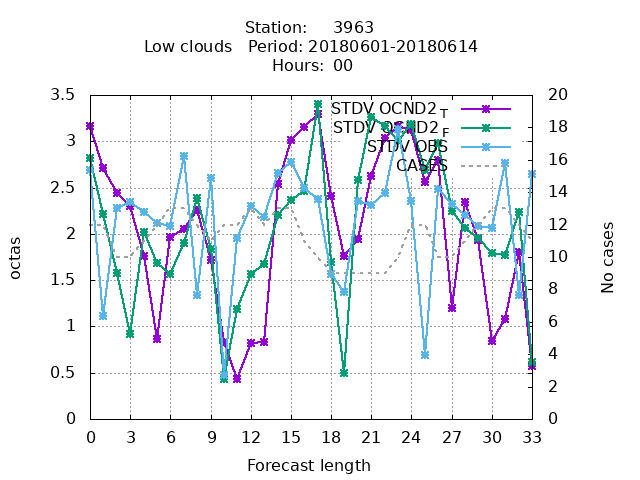 Station: 3963
Low clouds Period: 20180601-20180614
Hours: 00
3.5
3
2.5
2
1.5
1
0.5
0
20
18
16
14
12
10
8
6
4
2
0
STDV OCND2 T
STDV OCND2 F
STDV OBS
CASES
octas
No cases
0 3 6 9 12 15 18 21 24 27 30 33
Forecast length